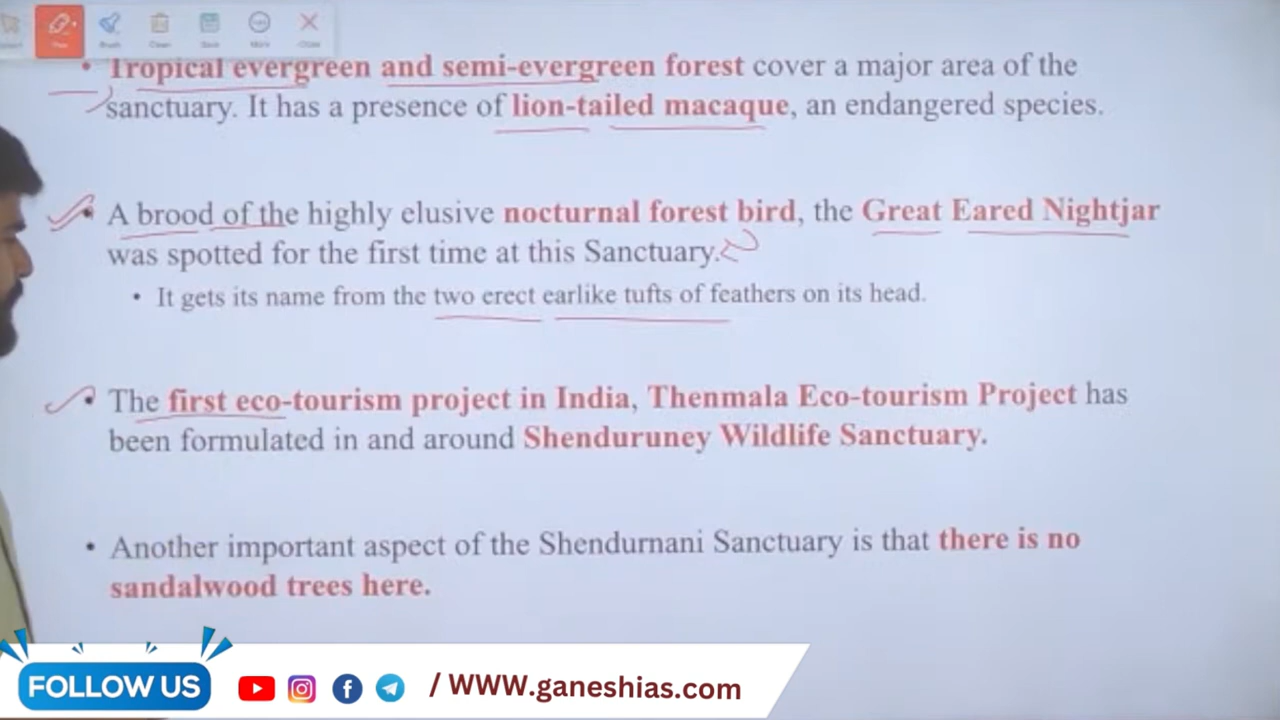 • Tropical evergreen and semi-evergreen forest cover a major area of the
sanctuary. It has a presence of lion-tailed macaque, an endangered species.
• A brood of the highly elusive nocturnal forest bird, the Great Eared Nightjar
was spotted for the first time at this Sanctuary.
• It gets its name from the two erect earlike tufts of feathers on its head.
• The first eco-tourism project in India, Thenmala Eco-tourism Project has
been formulated in and around Shenduruney Wildlife Sanctuary.
• Another important aspect of the Shendurnani Sanctuary is that there is no
sandalwood trees here.
FOLLOW US / WWW.ganeshias.com